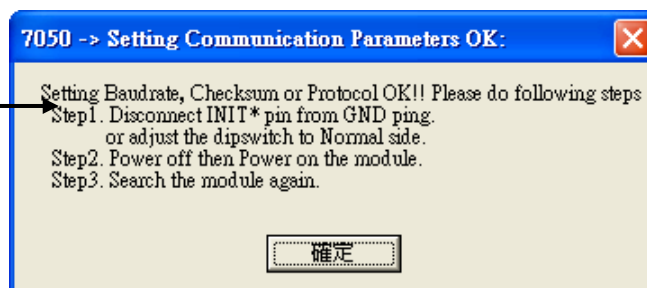 7050 -> Setting Communication Parameters OK:
Setting Baudrate, Checksum or Protocol OK!! Please do following steps
Step1. Disconnect INIT* pin from GND ping.
or adjust the dipswitch to Normal side.
Step2. Power off then Power on the module.
Step3. Search the module again.
確定